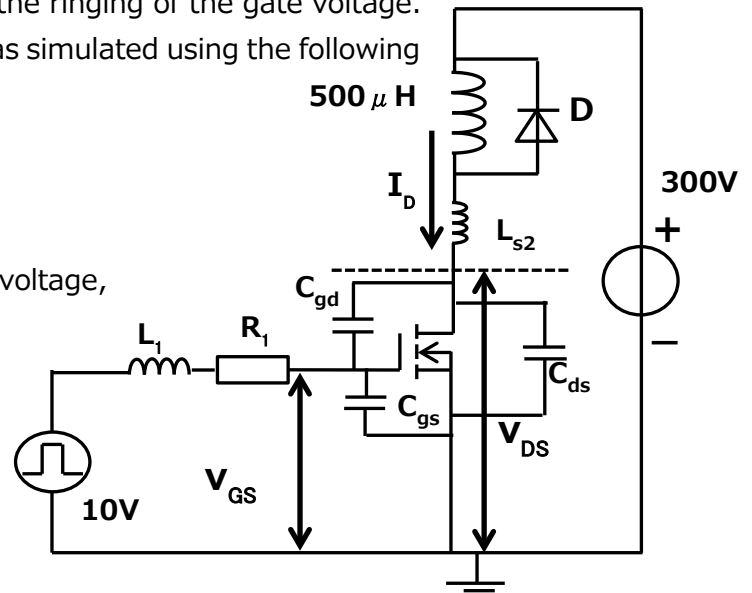 the ringing of the gate voltage.
as simulated using the following
500 μ H
D
I_D
300V
+
L_s2
voltage,
C_gd
L_1
R_1
C_ds
−
C_gs
V_DS
V_GS
10V